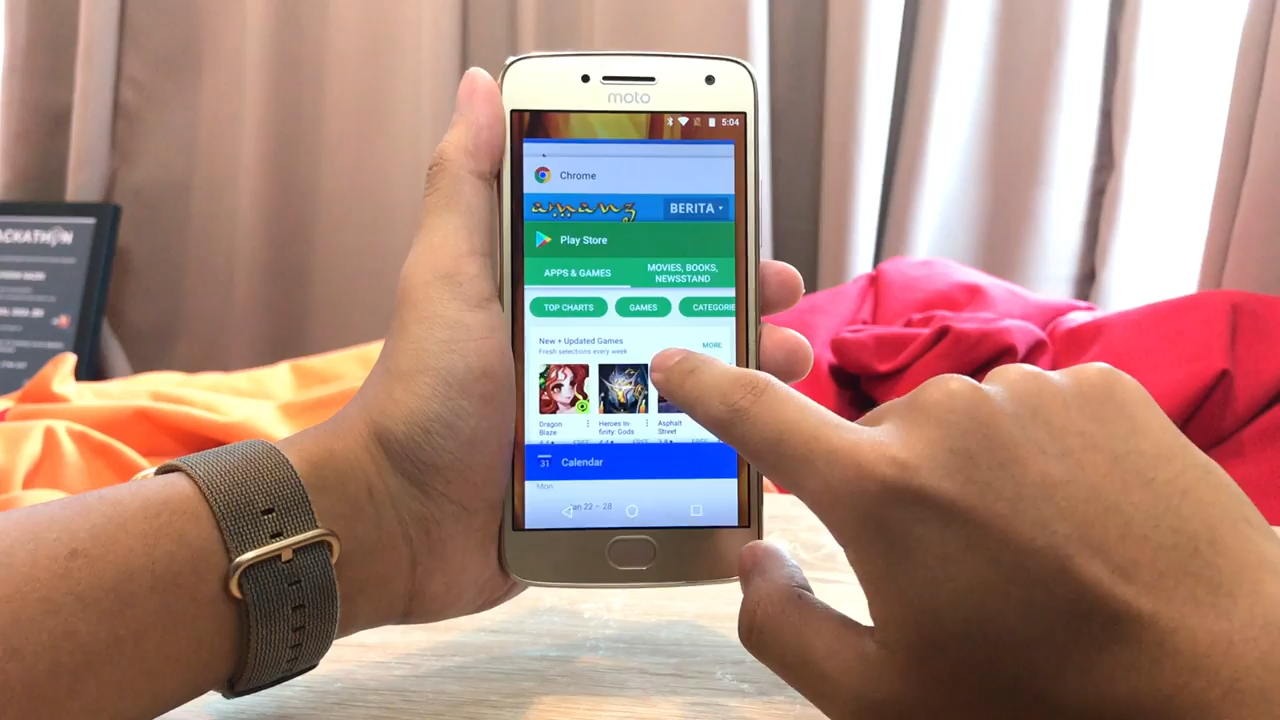 moto
5:04
Chrome
amanz
BERITA
Play Store
APPS & GAMES
MOVIES, BOOKS,
NEWSSTAND
TOP CHARTS
GAMES
CATEGORIE
New + Updated Games
MORE
Fresh selections every week
Dragon
Blaze
Heroes In-
finity: Gods
Asphalt
Street
31
Calendar
Mon
Jan 22 – 28